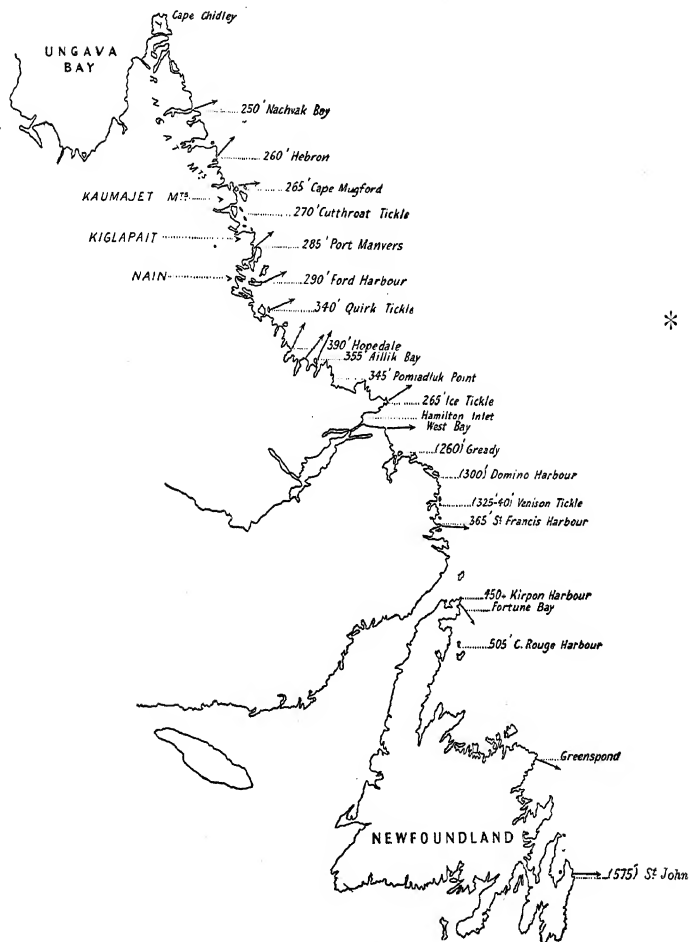 Cape Chidley
UNGAVA
BAY
RNGAT MTS
250' Nachvak Bay
260' Hebron
265' Cape Mugford
KAUMAJET MTS
270' Cutthroat Tickle
KIGLAPAIT
285' Port Manvers
NAIN
290' Ford Harbour
340' Quirk Tickle
*
390' Hopedale
355' Aillik Bay
345' Pomiadluk Point
265' Ice Tickle
Hamilton Inlet
West Bay
(260)' Gready
(300)' Domino Harbour
(325-40)' Venison Tickle
365' St Francis Harbour
450+ Kirpon Harbour
Fortune Bay
505' C. Rouge Harbour
Greenspond
NEWFOUNDLAND
(575') St John